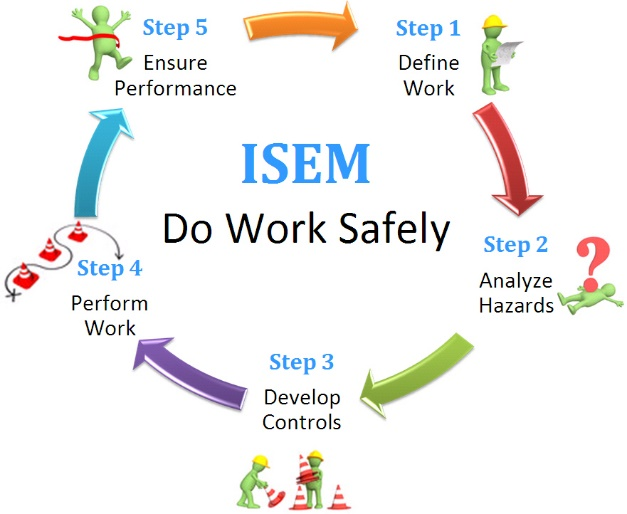 ISEM
Do Work Safely
Step 1
Define
Work
Step 2
Analyze
Hazards
?
Step 3
Develop
Controls
Step 4
Perform
Work
Step 5
Ensure
Performance